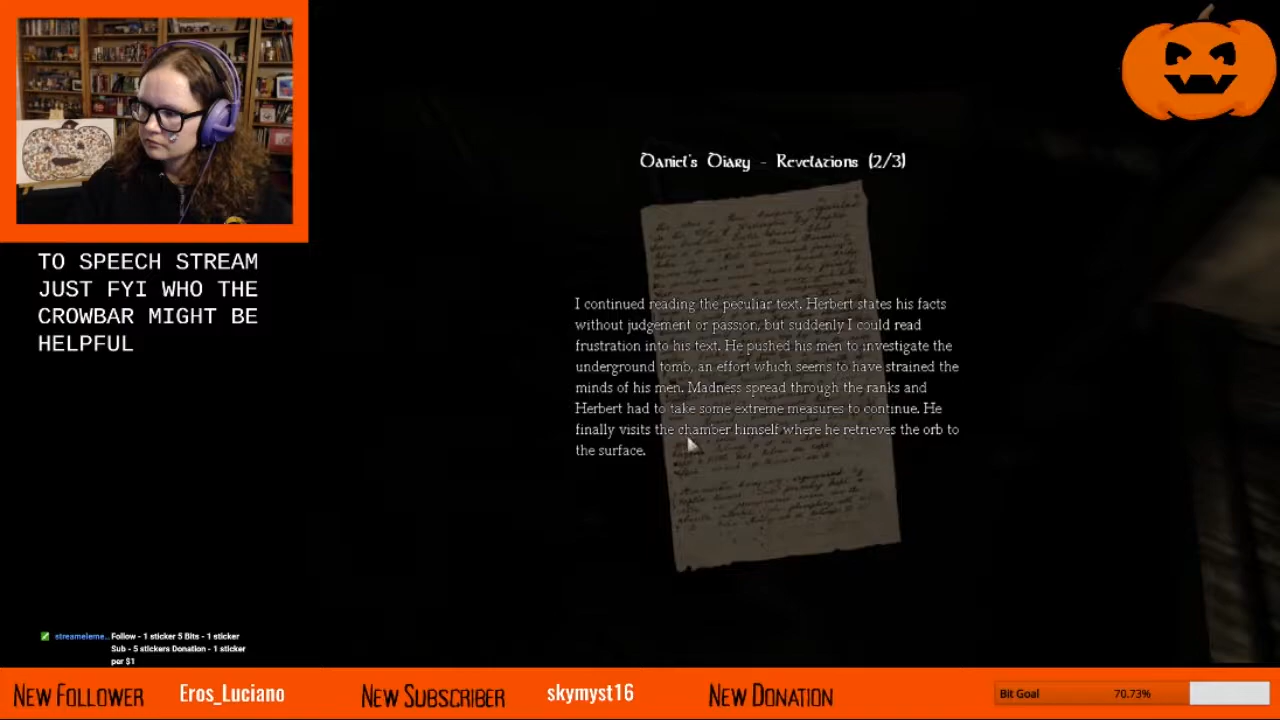 Daniel's Diary - Revelations (2/3)
I continued reading the peculiar text. Herbert states his facts
without judgement or passion, but suddenly I could read
frustration into his text. He pushed his men to investigate the
underground tomb, an effort which seems to have strained the
minds of his men. Madness spread through the ranks and
Herbert had to take some extreme measures to continue. He
finally visits the chamber himself where he retrieves the orb to
the surface.
TO SPEECH STREAM
JUST FYI WHO THE
CROWBAR MIGHT BE
HELPFUL
streameleme.. Follow - 1 sticker 5 Bits - 1 sticker
Sub - 5 stickers Donation - 1 sticker
per $1
NEW FOLLOWER Eros_Luciano NEW SUBSCRIBER skymyst16 NEW DONATION Bit Goal 70.73%